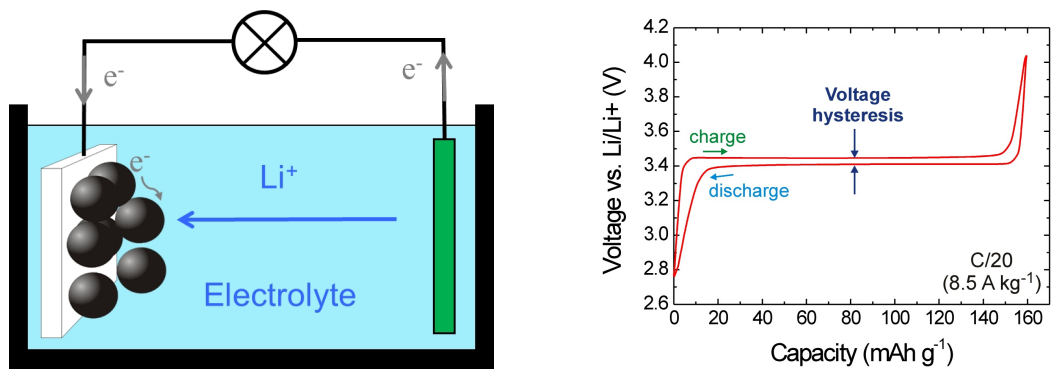 e-
e-
e-
Li+
Electrolyte
Voltage vs. Li/Li+ (V)
4.2
4.0
3.8
3.6
3.4
3.2
3.0
2.8
2.6
Voltage
hysteresis
charge
discharge
C/20
(8.5 A kg-1)
0 20 40 60 80 100 120 140 160
Capacity (mAh g-1)